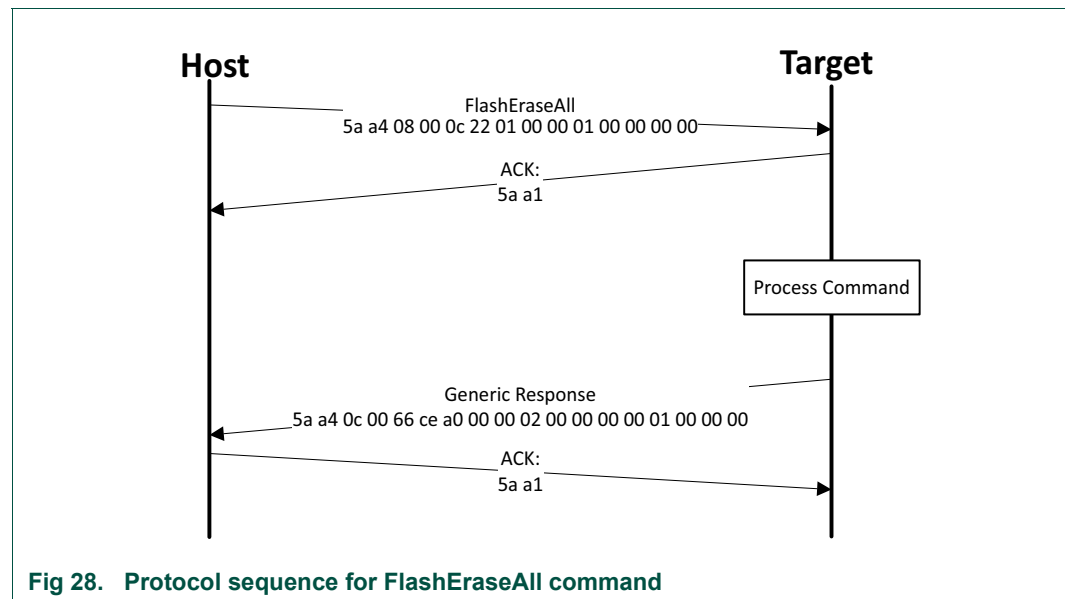 Host
Target
FlashEraseAll
5a a4 08 00 0c 22 01 00 00 01 00 00 00 00
ACK:
5a a1
Process Command
Generic Response
5a a4 0c 00 66 ce a0 00 00 02 00 00 00 00 01 00 00 00
ACK:
5a a1
Fig 28. Protocol sequence for FlashEraseAll command